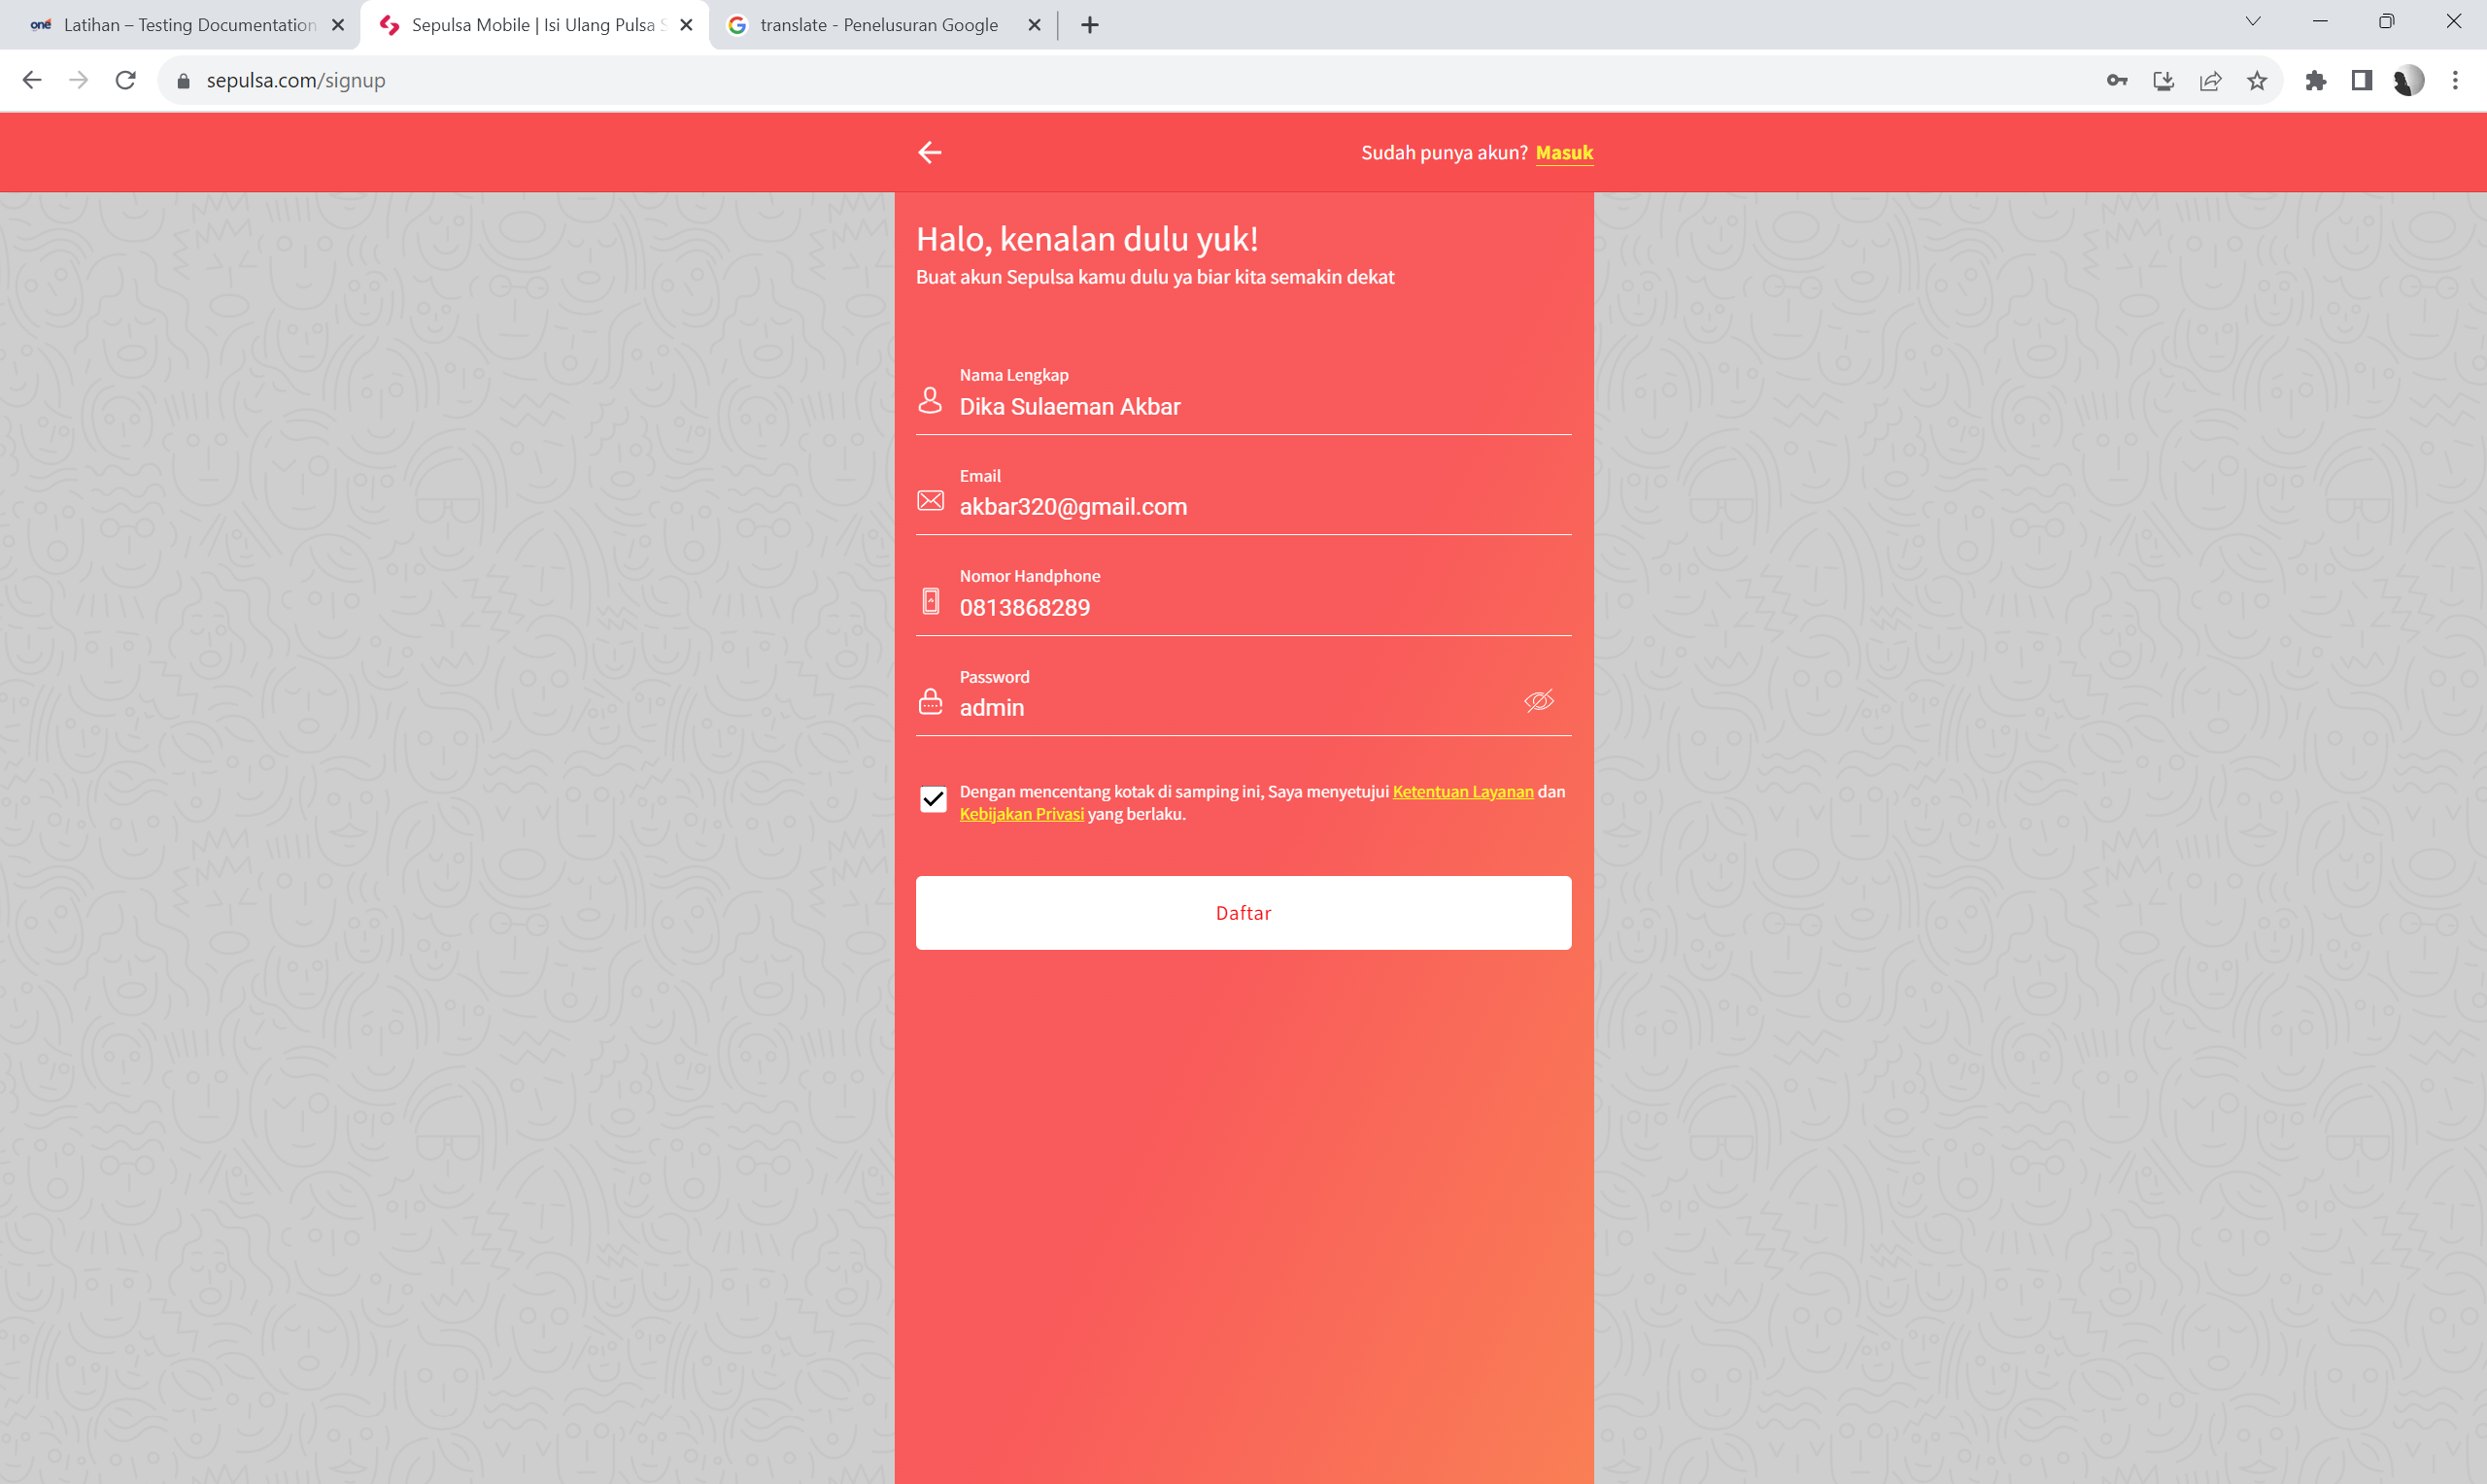 one Latihan – Testing Documentation
Sepulsa Mobile | Isi Ulang Pulsa S
translate - Penelusuran Google
sepulsa.com/signup
Sudah punya akun? Masuk
Halo, kenalan dulu yuk!
Buat akun Sepulsa kamu dulu ya biar kita semakin dekat
Nama Lengkap
Dika Sulaeman Akbar
Email
akbar320@gmail.com
Nomor Handphone
0813868289
Password
admin
Dengan mencentang kotak di samping ini, Saya menyetujui Ketentuan Layanan dan
Kebijakan Privasi yang berlaku.
Daftar